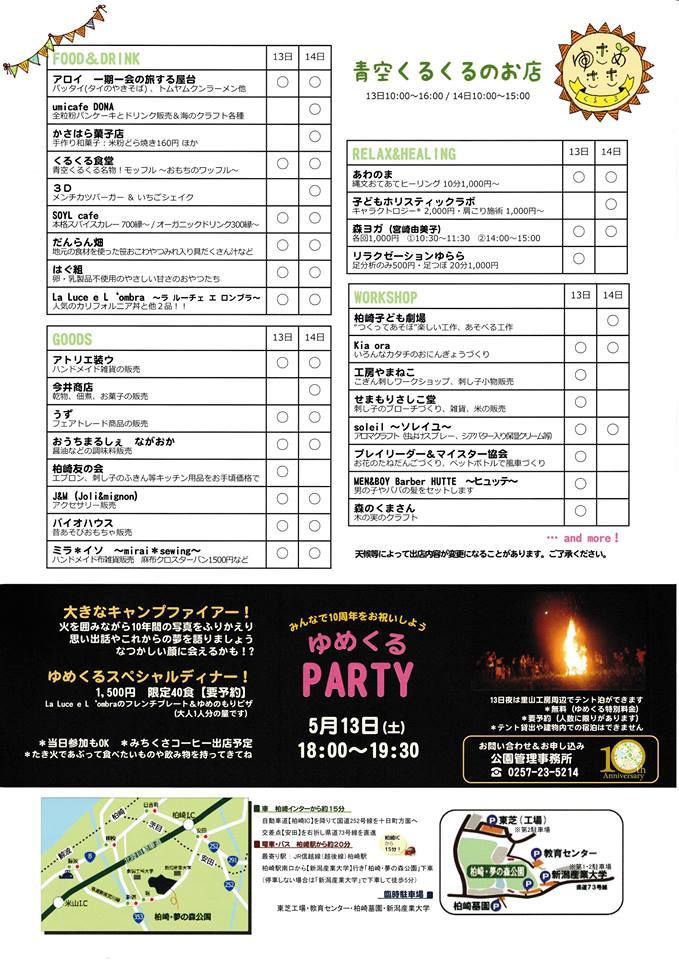 FOOD&DRINK 13日 14日
アロイ 一期一会の旅する屋台 ○ ○
パッタイ(タイのやきそば)、トムヤムクンラーメン他
umicafe DONA ○
全粒粉パンケーキとドリンク販売&海のクラフト各種
かさはら菓子店 ○
手作り和菓子：米粉どら焼き160円 ほか
くるくる食堂 ○ ○
青空くるくる名物！モッフル ～おもちのワッフル～
３Ｄ ○
メンチカツバーガー ＆ いちごシェイク
SOYL cafe ○ ○
本格スパイスカレー 700縁～ / オーガニックドリンク300縁～
だんらん畑 ○ ○
地元の食材を使った笹おこわやつみれ入り具だくさん汁など
はぐ組 ○ ○
卵・乳製品不使用のやさしい甘さのおやつたち
La Luce e L'ombra ～ラ ルーチェ エ ロンブラ～ ○ ○
人気のカリフォルニア丼と他２品！！
GOODS 13日 14日
アトリエ装ウ ○ ○
ハンドメイド雑貨の販売
今井商店 ○
乾物、佃煮、お菓子の販売
うず ○ ○
フェアトレード商品の販売
おうちまるしぇ ながおか ○ ○
醤油などの調味料販売
柏崎友の会 ○
エプロン、刺し子のふきん等キッチン用品をお手頃価格で
J&M (Joli&mignon) ○ ○
アクセサリー販売
バイオハウス ○ ○
昔あそびおもちゃ販売
ミラ＊イソ ～mirai＊sewing～ ○ ○
ハンドメイド布雑貨販売 麻布クロスターバン1500円など
青空くるくるのお店
13日10:00～16:00 / 14日10:00～15:00
ゆさめききくるくる
RELAX&HEALING 13日 14日
あわのま ○ ○
縄文おてあてヒーリング 10分1,000円～
子どもホリスティックラボ ○
キャラクトロジー* 2,000円・肩こり施術 1,000円～
森ヨガ（宮崎由美子） ○ ○
各回1,000円 ①10:30～11:30 ②14:00～15:00
リラクゼーションゆらら ○
足分析のみ500円・足つぼ 20分1,000円
WORKSHOP 13日 14日
柏崎子ども劇場 ○
"つくってあそぼ"楽しい工作、あそべる工作
Kia ora ○ ○
いろんなカタチのおにんぎょうづくり
工房やまねこ ○
こぎん刺しワークショップ、刺し子小物販売
せまもりさしこ堂 ○
刺し子のブローチづくり、雑貨、米の販売
soleil ～ソレイユ～ ○ ○
アロマクラフト（虫よけスプレー、シアバター入り保湿クリーム等）
プレイリーダー&マイスター協会 ○
お花のたねだんごづくり、ペットボトルで風車づくり
MEN&BOY Barber HUTTE ～ヒュッテ～ ○
男の子やパパの髪をセットします
森のくまさん ○
木の実のクラフト
… and more！
天候等によって出店内容が変更になることがあります。ご了承ください。
大きなキャンプファイアー！
火を囲みながら10年間の写真をふりかえり
思い出話やこれからの夢を語りましょう
なつかしい顔に会えるかも!？
ゆめくるスペシャルディナー！
1,500円 限定40食【要予約】
La Luce e L'ombraのフレンチプレート＆ゆめのもりピザ
(大人1人分の量です)
＊当日参加もOK ＊みちくさコーヒー出店予定
＊たき火であぶって食べたいものや飲み物を持ってきてね
みんなで10周年をお祝いしよう
ゆめくる
PARTY
5月13日(土)
18:00～19:30
13日夜は里山工房周辺でテント泊ができます
＊無料（ゆめくる特別料金）
＊要予約（人数に限りがあります）
＊テント貸出や建物内での宿泊はできません
お問い合わせ＆お申し込み
公園管理事務所
☎ 0257-23-5214
10th
Anniversary
日吉町
柏崎
柏崎I.C
茨目
安田
鯨波
8
252
291
安田
252
米山I.C
353
新潟産業大学
柏崎・夢の森公園
■車 柏崎インターから約１５分
自動車道【柏崎IC】を降りて国道252号線を十日町方面へ
交差点【安田】を右折し県道73号線を直進
柏崎ICから15分！
■電車・バス 柏崎駅から約20分
最寄り駅：JR信越線（越後線）柏崎駅
柏崎駅南口から【新潟産業大学】行き「柏崎・夢の森公園」下車
（停車しない場合は「新潟産業大学」で下車して徒歩5分）
臨時駐車場 ■
東芝工場・教育センター・柏崎墓園・新潟産業大学
P 東芝（工場）
※第2駐車場
P 教育センター
※第1・2駐車場
P 新潟産業大学
県道７３号線
柏崎・夢の森公園
柏崎墓園 P